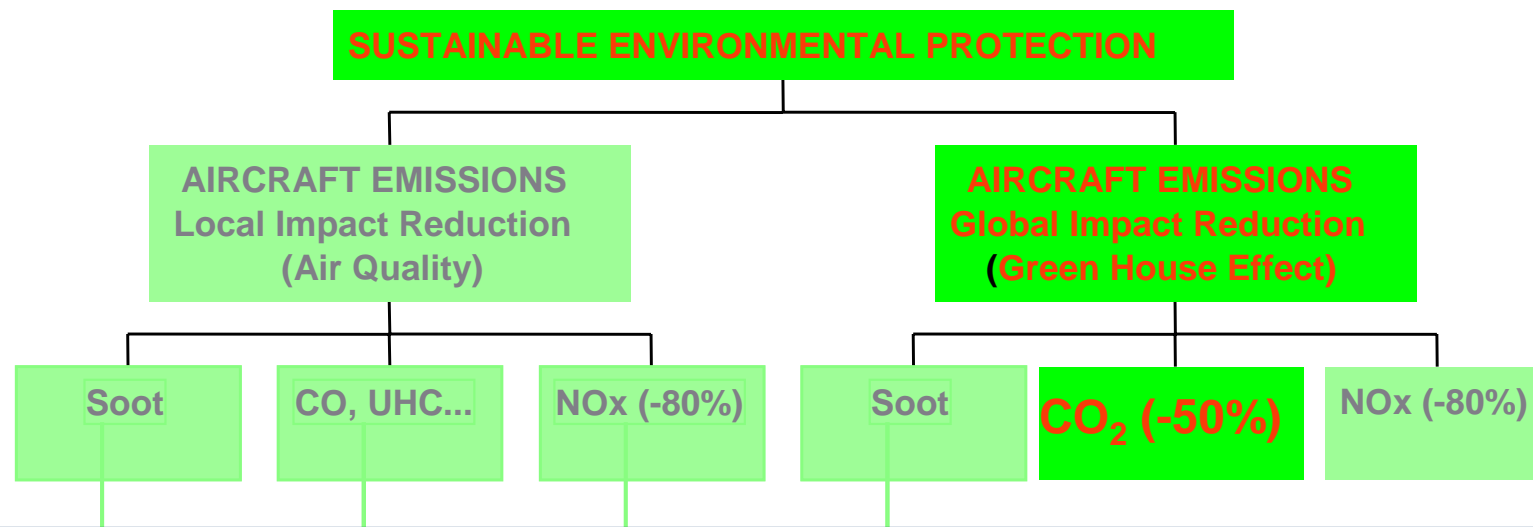 SUSTAINABLE ENVIRONMENTAL PROTECTION
AIRCRAFT EMISSIONS
Local Impact Reduction
(Air Quality)
AIRCRAFT EMISSIONS
Global Impact Reduction
(Green House Effect)
Soot
CO, UHC...
NOx (-80%)
Soot
CO₂ (-50%)
NOx (-80%)